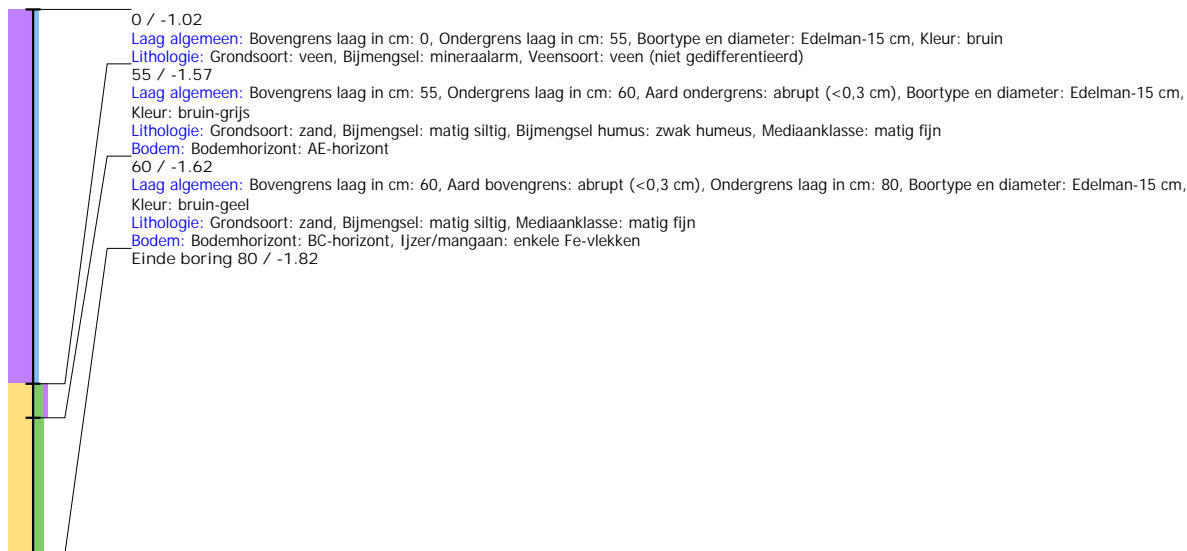 0 / -1.02
Laag algemeen: Bovengrens laag in cm: 0, Ondergrens laag in cm: 55, Boortype en diameter: Edelman-15 cm, Kleur: bruin
Lithologie: Grondsoort: veen, Bijmengsel: mineraalarm, Veensoort: veen (niet gedifferentieerd)
55 / -1.57
Laag algemeen: Bovengrens laag in cm: 55, Ondergrens laag in cm: 60, Aard ondergrens: abrupt (<0,3 cm), Boortype en diameter: Edelman-15 cm,
Kleur: bruin-grijs
Lithologie: Grondsoort: zand, Bijmengsel: matig siltig, Bijmengsel humus: zwak humeus, Mediaanklasse: matig fijn
Bodem: Bodemhorizont: AE-horizont
60 / -1.62
Laag algemeen: Bovengrens laag in cm: 60, Aard bovengrens: abrupt (<0,3 cm), Ondergrens laag in cm: 80, Boortype en diameter: Edelman-15 cm,
Kleur: bruin-geel
Lithologie: Grondsoort: zand, Bijmengsel: matig siltig, Mediaanklasse: matig fijn
Bodem: Bodemhorizont: BC-horizont, Ijzer/mangaan: enkele Fe-vlekken
Einde boring 80 / -1.82